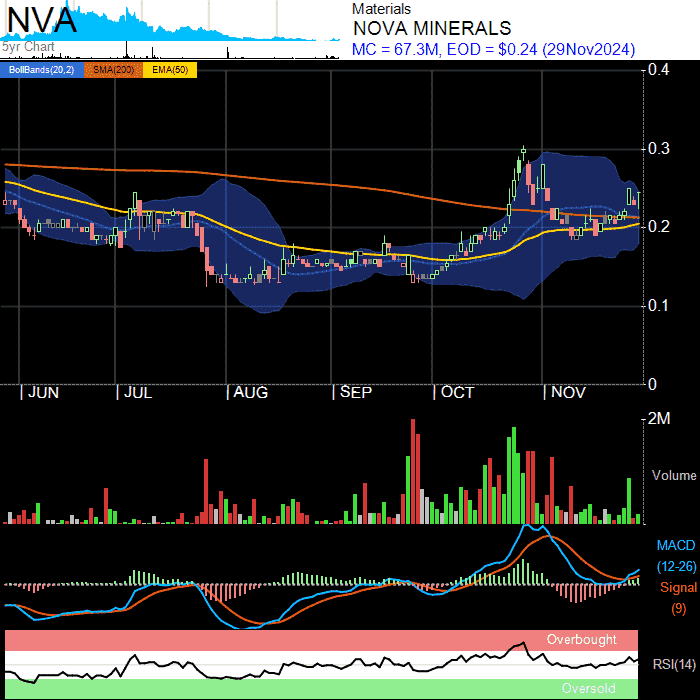 NVA
5yr Chart
Materials
NOVA MINERALS
MC = 67.3M, EOD = $0.24 (29Nov2024)
BollBands(20,2) SMA(200) EMA(50)
0.4
0.3
0.2
0.1
0
JUN JUL AUG SEP OCT NOV
2M
Volume
MACD
(12-26)
Signal
(9)
Overbought
RSI(14)
Oversold